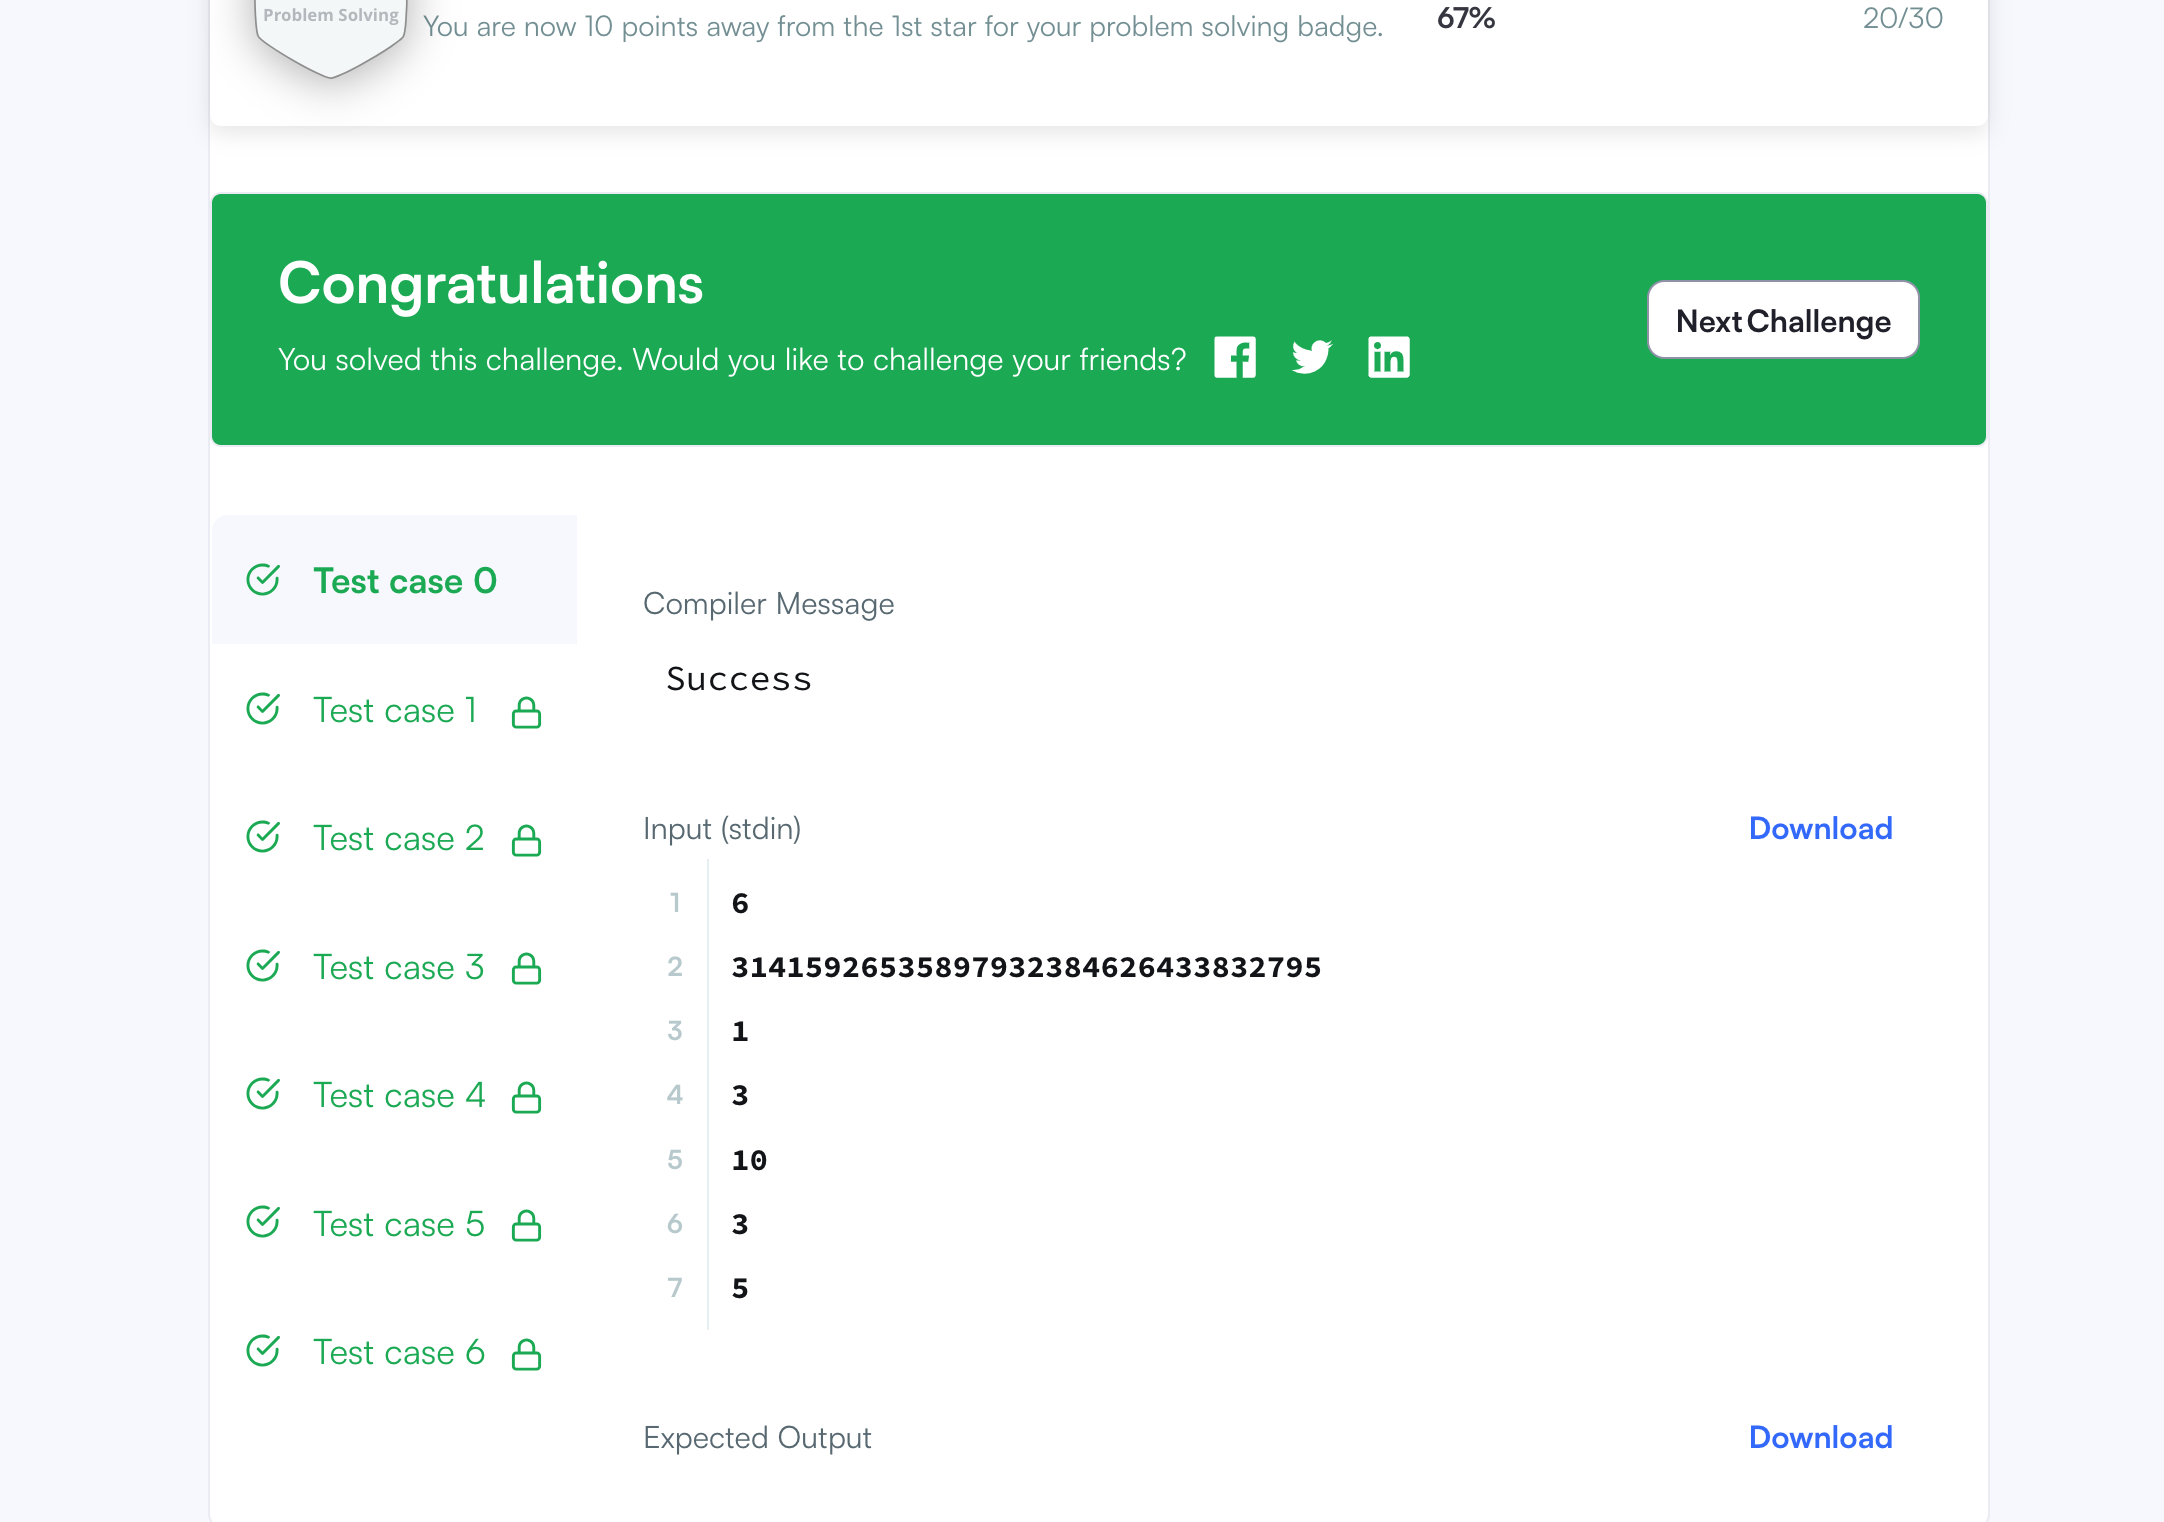 Problem Solving
You are now 10 points away from the 1st star for your problem solving badge.
67%
20/30
Congratulations
You solved this challenge. Would you like to challenge your friends?
Next Challenge
Test case 0
Test case 1
Test case 2
Test case 3
Test case 4
Test case 5
Test case 6
Compiler Message
Success
Input (stdin)
Download
1 6
2 31415926535897932384626433832795
3 1
4 3
5 10
6 3
7 5
Expected Output
Download